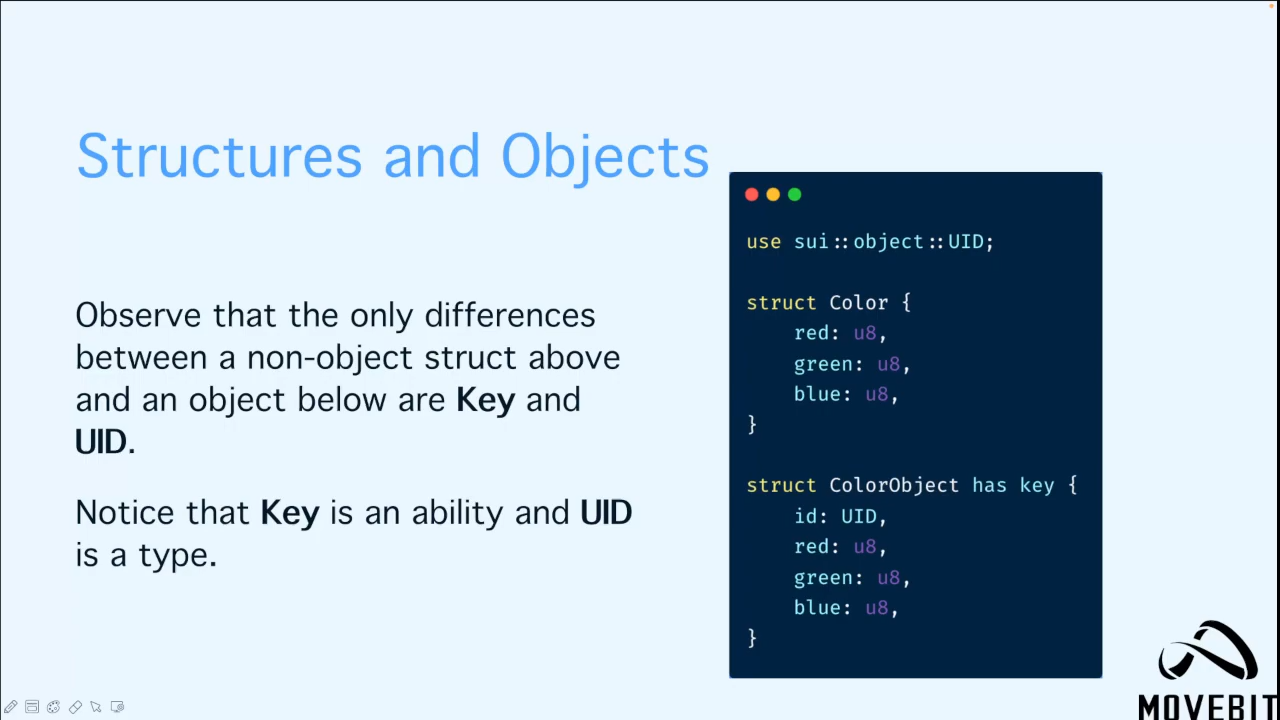 Structures and Objects
Observe that the only differences
between a non-object struct above
and an object below are Key and
UID.
Notice that Key is an ability and UID
is a type.
use sui::object::UID;
struct Color {
    red: u8,
    green: u8,
    blue: u8,
}
struct ColorObject has key {
    id: UID,
    red: u8,
    green: u8,
    blue: u8,
}
MOVEBIT